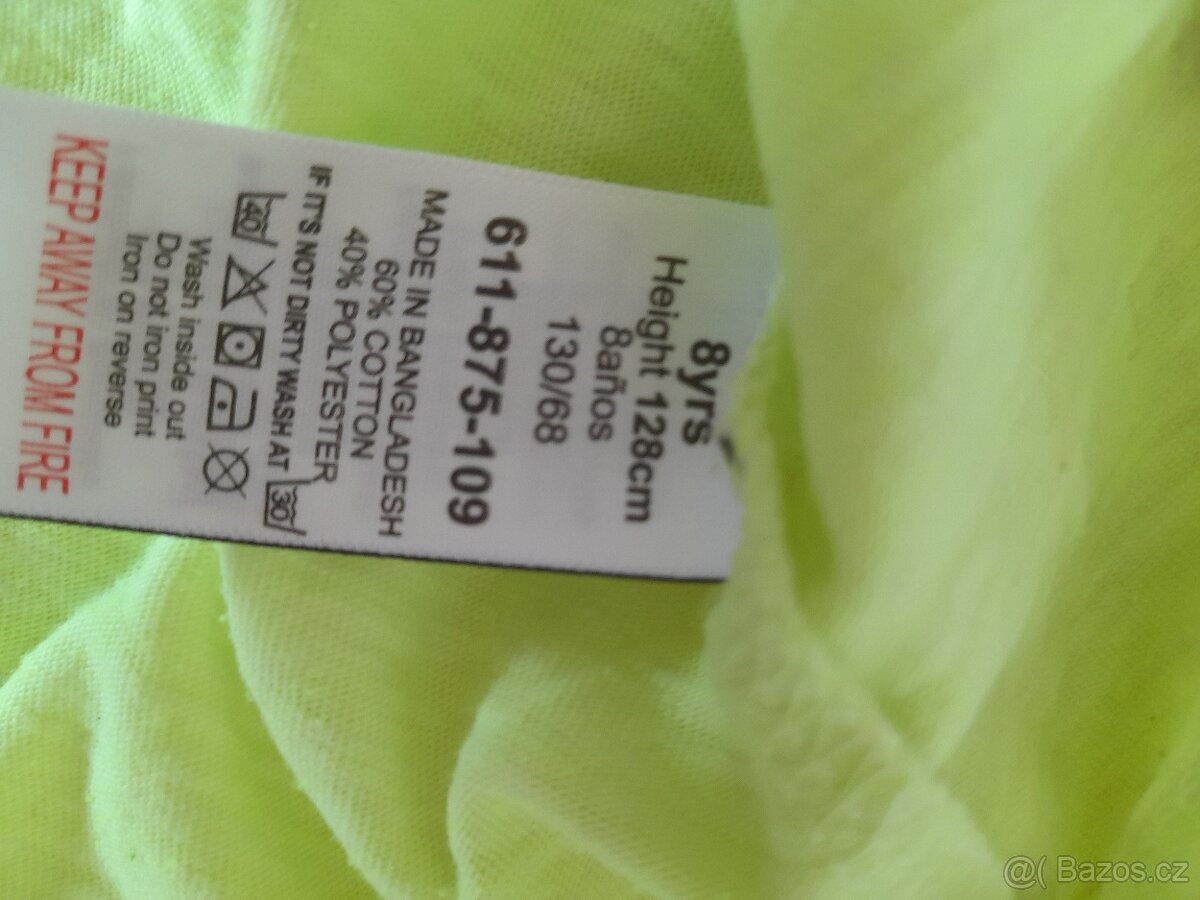 8yrs
Height 128cm
8años
130/68
611-875-109
MADE IN BANGLADESH
60% COTTON
40% POLYESTER
IF IT'S NOT DIRTY WASH AT 30
40
Wash inside out
Do not iron print
Iron on reverse
KEEP AWAY FROM FIRE
@( Bazos.cz